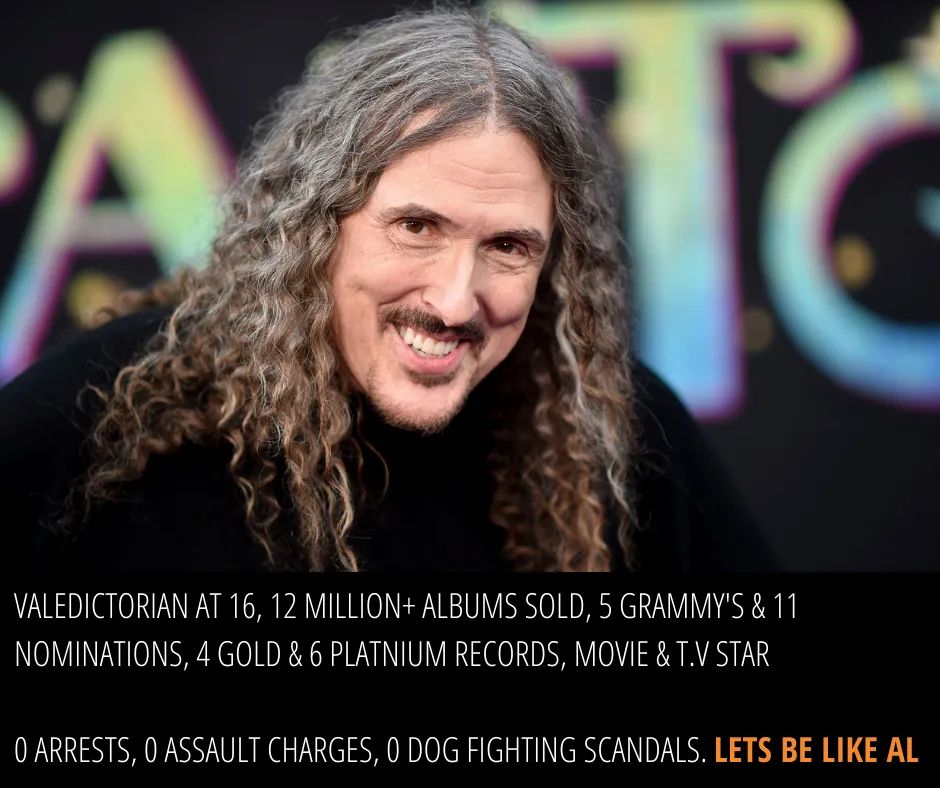 ATO
VALEDICTORIAN AT 16, 12 MILLION+ ALBUMS SOLD, 5 GRAMMY'S & 11
NOMINATIONS, 4 GOLD & 6 PLATNIUM RECORDS, MOVIE & T.V STAR
0 ARRESTS, 0 ASSAULT CHARGES, 0 DOG FIGHTING SCANDALS. LETS BE LIKE AL